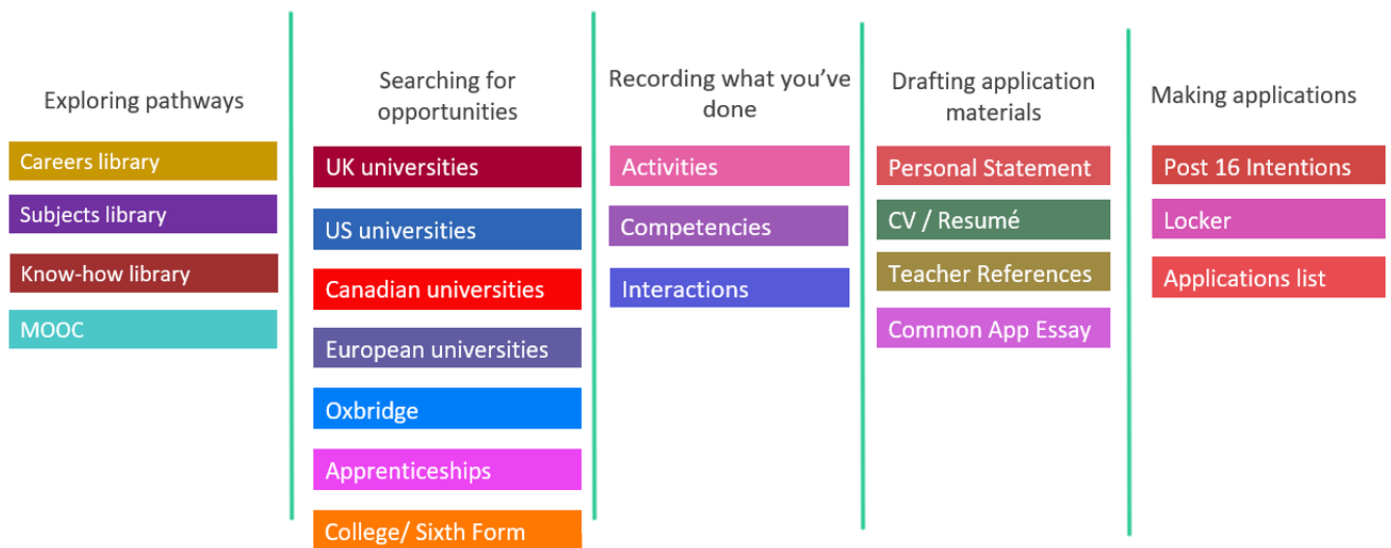 Exploring pathways
Careers library
Subjects library
Know-how library
MOOC
Searching for
opportunities
UK universities
US universities
Canadian universities
European universities
Oxbridge
Apprenticeships
College/ Sixth Form
Recording what you've
done
Activities
Competencies
Interactions
Drafting application
materials
Personal Statement
CV / Resumé
Teacher References
Common App Essay
Making applications
Post 16 Intentions
Locker
Applications list